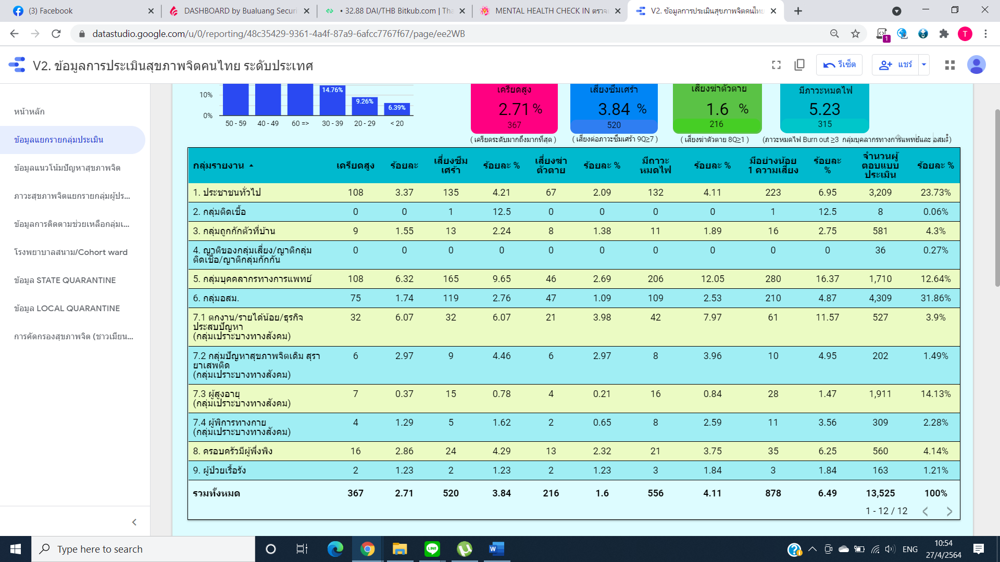 (3) Facebook
DASHBOARD by Bualuang Securi
• 32.88 DAI/THB Bitkub.com | Tha
MENTAL HEALTH CHECK IN ตรวจ
V2. ข้อมูลการประเมินสุขภาพจิตคนไทย
datastudio.google.com/u/0/reporting/48c35429-9361-4a4f-87a9-6afcc7767f67/page/ee2WB
1
T
V2. ข้อมูลการประเมินสุขภาพจิตคนไทย ระดับประเทศ
รีเซ็ต
แชร์
หน้าหลัก
ข้อมูลแยกรายกลุ่มประเมิน
ข้อมูลแนวโน้มปัญหาสุขภาพจิต
ภาวะสุขภาพจิตแยกรายกลุ่มผู้ปร...
ข้อมูลการติดตามช่วยเหลือกลุ่มเ...
โรงพยาบาลสนาม/Cohort ward
ข้อมูล STATE QUARANTINE
ข้อมูล LOCAL QUARANTINE
การคัดกรองสุขภาพจิต (ชาวเมียน...
10%
0%
14.76%
9.26%
6.39%
50 - 59 40 - 49 60 => 30 - 39 20 - 29 < 20
เครียดสูง
2.71 %
367
( เครียดระดับมากถึงมากที่สุด )
เสี่ยงซึมเศร้า
3.84 %
520
( เสี่ยงต่อภาวะซึมเศร้า 9Q≥7 )
เสี่ยงฆ่าตัวตาย
1.6 %
216
( เสี่ยงฆ่าตัวตาย 8Q≥1 )
มีภาวะหมดไฟ
5.23
315
(ภาวะหมดไฟ Burn out ≥3 กลุ่มบุคลากรทางการแพทย์และ อสม.)
กลุ่มรายงาน เครียดสูง ร้อยละ เสี่ยงซึมเศร้า ร้อยละ % เสี่ยงฆ่าตัวตาย ร้อยละ % มีภาวะหมดไฟ ร้อยละ % มีอย่างน้อย 1 ความเสี่ยง ร้อยละ % จำนวนผู้ตอบแบบประเมิน ร้อยละ %
1. ประชาชนทั่วไป 108 3.37 135 4.21 67 2.09 132 4.11 223 6.95 3,209 23.73%
2. กลุ่มติดเชื้อ 0 0 1 12.5 0 0 0 0 1 12.5 8 0.06%
3. กลุ่มถูกกักตัวที่บ้าน 9 1.55 13 2.24 8 1.38 11 1.89 16 2.75 581 4.3%
4. ญาติของกลุ่มเสี่ยง/ญาติกลุ่ม 0 0 0 0 0 0 0 0 0 0 36 0.27%
ติดเชื้อ/ญาติกลุ่มกักกัน
5. กลุ่มบุคคลากรทางการแพทย์ 108 6.32 165 9.65 46 2.69 206 12.05 280 16.37 1,710 12.64%
6. กลุ่มอสม. 75 1.74 119 2.76 47 1.09 109 2.53 210 4.87 4,309 31.86%
7.1 ตกงาน/รายได้น้อย/ธุรกิจ 32 6.07 32 6.07 21 3.98 42 7.97 61 11.57 527 3.9%
ประสบปัญหา
(กลุ่มเปราะบางทางสังคม)
7.2 กลุ่มปัญหาสุขภาพจิตเดิม สุรา 6 2.97 9 4.46 6 2.97 8 3.96 10 4.95 202 1.49%
ยาเสพติด
(กลุ่มเปราะบางทางสังคม)
7.3 ผู้สูงอายุ 7 0.37 15 0.78 4 0.21 16 0.84 28 1.47 1,911 14.13%
(กลุ่มเปราะบางทางสังคม)
7.4 ผู้พิการทางกาย 4 1.29 5 1.62 2 0.65 8 2.59 11 3.56 309 2.28%
(กลุ่มเปราะบางทางสังคม)
8. ครอบครัวมีผู้พึ่งพิง 16 2.86 24 4.29 13 2.32 21 3.75 35 6.25 560 4.14%
9. ผู้ป่วยเรื้อรัง 2 1.23 2 1.23 2 1.23 3 1.84 3 1.84 163 1.21%
รวมทั้งหมด 367 2.71 520 3.84 216 1.6 556 4.11 878 6.49 13,525 100%
1 - 12 / 12
Type here to search
LINE
W
ENG
10:54
27/4/2564